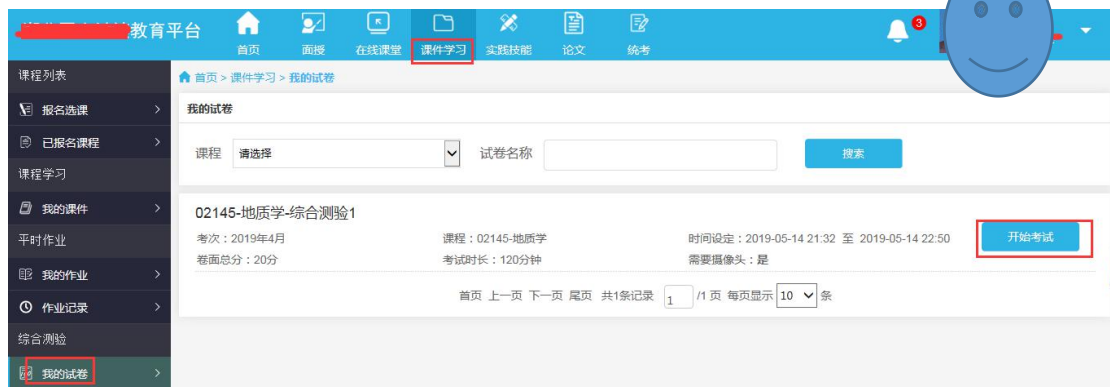 教育平台
首页 面授 在线课堂 课件学习 实践技能 论文 统考
3
课程列表
首页 > 课件学习 > 我的试卷
报名选课
我的试卷
已报名课程
课程 请选择 试卷名称 搜索
课程学习
我的课件
02145-地质学-综合测验1
考次：2019年4月 课程：02145-地质学 时间设定：2019-05-14 21:32 至 2019-05-14 22:50 开始考试
平时作业
卷面总分：20分 考试时长：120分钟 需要摄像头：是
我的作业
首页 上一页 下一页 尾页 共1条记录 1 /1 页 每页显示 10 条
作业记录
综合测验
我的试卷